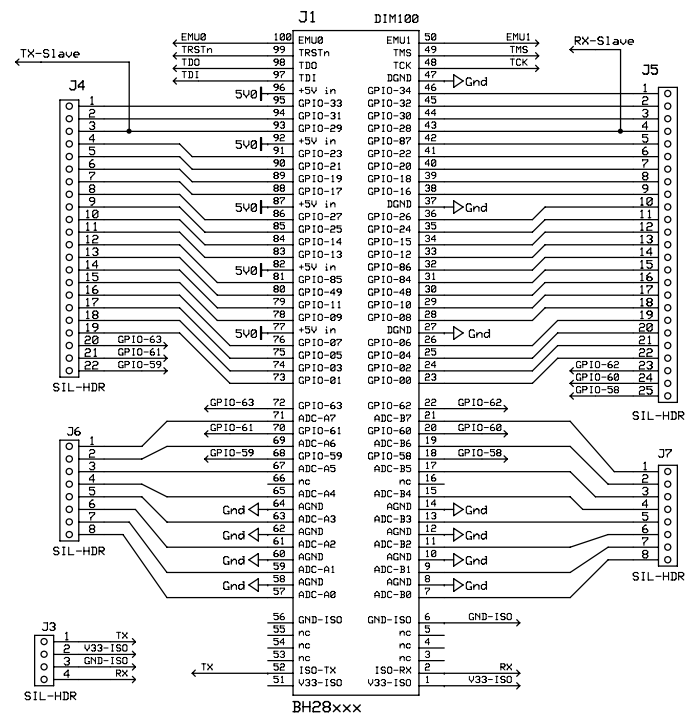 J1 DIM100
TX-Slave RX-Slave
EMU0 100 EMU0 EMU1 50 EMU1
TRSTn 99 TRSTn TMS 49 TMS
TDO 98 TDO TCK 48 TCK
TDI 97 TDI DGND 47 Gnd
J4 J5
5V0 96 +5V in GPIO-34 46 1
1 95 GPIO-33 GPIO-32 45 2
2 94 GPIO-31 GPIO-30 44 3
3 93 GPIO-29 GPIO-28 43 4
4 5V0 92 +5V in GPIO-87 42 5
5 91 GPIO-23 GPIO-22 41 6
6 90 GPIO-21 GPIO-20 40 7
7 89 GPIO-19 GPIO-18 39 8
8 88 GPIO-17 GPIO-16 38 9
9 5V0 87 +5V in DGND 37 Gnd 10
10 86 GPIO-27 GPIO-26 36 11
11 85 GPIO-25 GPIO-24 35 12
12 84 GPIO-14 GPIO-15 34 13
13 83 GPIO-13 GPIO-12 33 14
14 5V0 82 +5V in GPIO-86 32 15
15 81 GPIO-85 GPIO-84 31 16
16 80 GPIO-49 GPIO-48 30 17
17 79 GPIO-11 GPIO-10 29 18
18 78 GPIO-09 GPIO-08 28 19
19 5V0 77 +5V in DGND 27 Gnd 20
20 GPIO-63 76 GPIO-07 GPIO-06 26 21
21 GPIO-61 75 GPIO-05 GPIO-04 25 22
22 GPIO-59 74 GPIO-03 GPIO-02 24 GPIO-62 23
73 GPIO-01 GPIO-00 23 GPIO-60 24
GPIO-58 25
SIL-HDR SIL-HDR
GPIO-63 72 GPIO-63 GPIO-62 22 GPIO-62
71 ADC-A7 ADC-B7 21
J6 J7
GPIO-61 70 GPIO-61 GPIO-60 20 GPIO-60
1 69 ADC-A6 ADC-B6 19
2 GPIO-59 68 GPIO-59 GPIO-58 18 GPIO-58
3 67 ADC-A5 ADC-B5 17 1
4 66 nc nc 16 2
5 65 ADC-A4 ADC-B4 15 3
6 Gnd 64 AGND AGND 14 Gnd 4
7 63 ADC-A3 ADC-B3 13 5
8 Gnd 62 AGND AGND 12 Gnd 6
61 ADC-A2 ADC-B2 11 7
Gnd 60 AGND AGND 10 Gnd 8
59 ADC-A1 ADC-B1 9
Gnd 58 AGND AGND 8 Gnd
57 ADC-A0 ADC-B0 7
SIL-HDR SIL-HDR
56 GND-ISO GND-ISO 6 GND-ISO
55 nc nc 5
54 nc nc 4
53 nc nc 3
TX 52 ISO-TX ISO-RX 2 RX
51 V33-ISO V33-ISO 1 V33-ISO
J3
1 TX
2 V33-ISO
3 GND-ISO
4 RX
SIL-HDR
BH28xxx